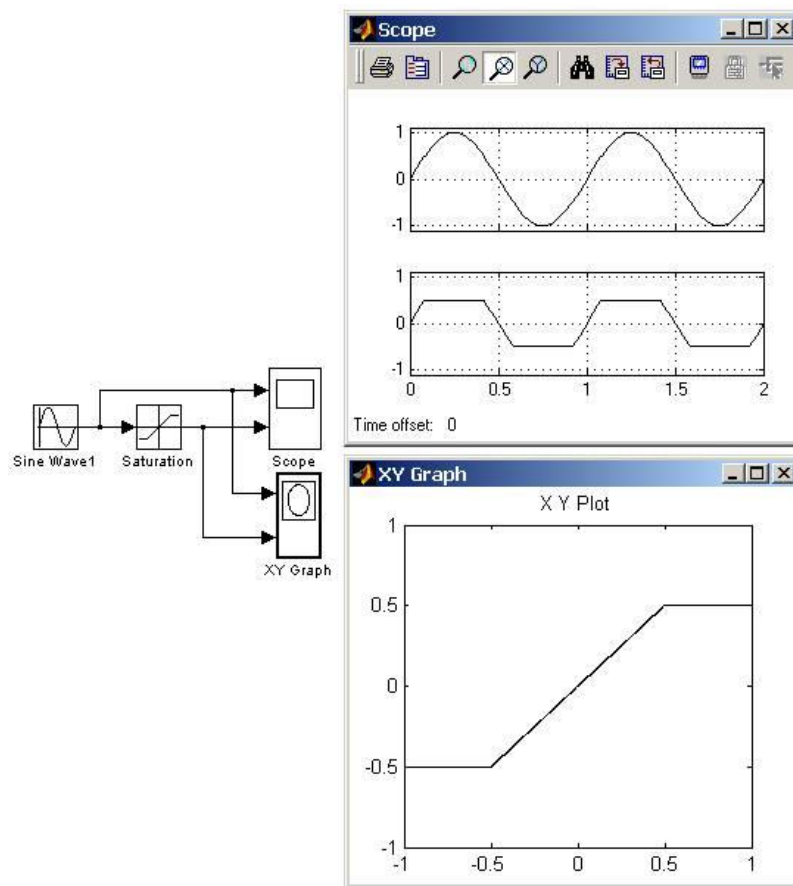 Scope
1
0
-1
1
0
-1
0 0.5 1 1.5 2
Time offset: 0
Sine Wave1 Saturation Scope
XY Graph
XY Graph
X Y Plot
1
0.5
0
-0.5
-1
-1 -0.5 0 0.5 1